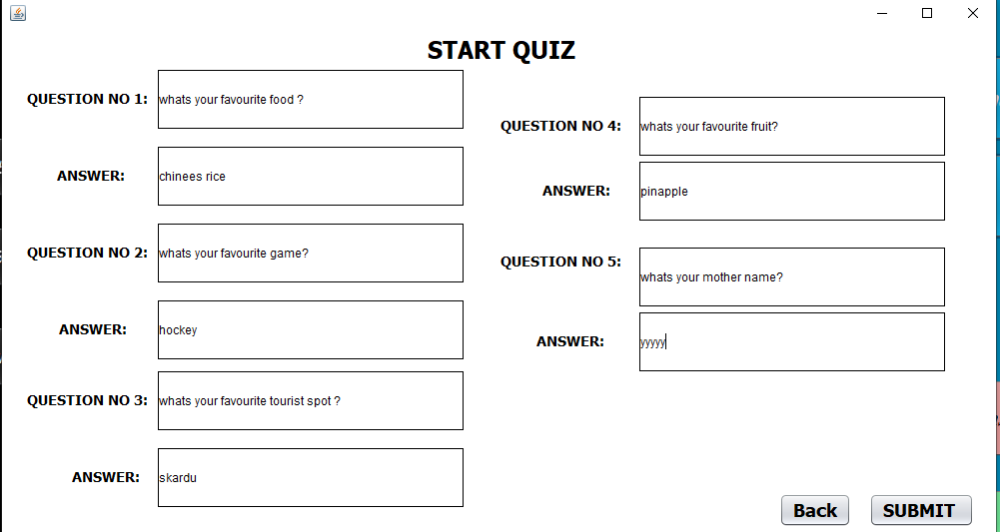 START QUIZ
QUESTION NO 1: whats your favourite food ?
ANSWER: chinees rice
QUESTION NO 2: whats your favourite game?
ANSWER: hockey
QUESTION NO 3: whats your favourite tourist spot ?
ANSWER: skardu
QUESTION NO 4: whats your favourite fruit?
ANSWER: pinapple
QUESTION NO 5: whats your mother name?
ANSWER: yyyyy
Back SUBMIT